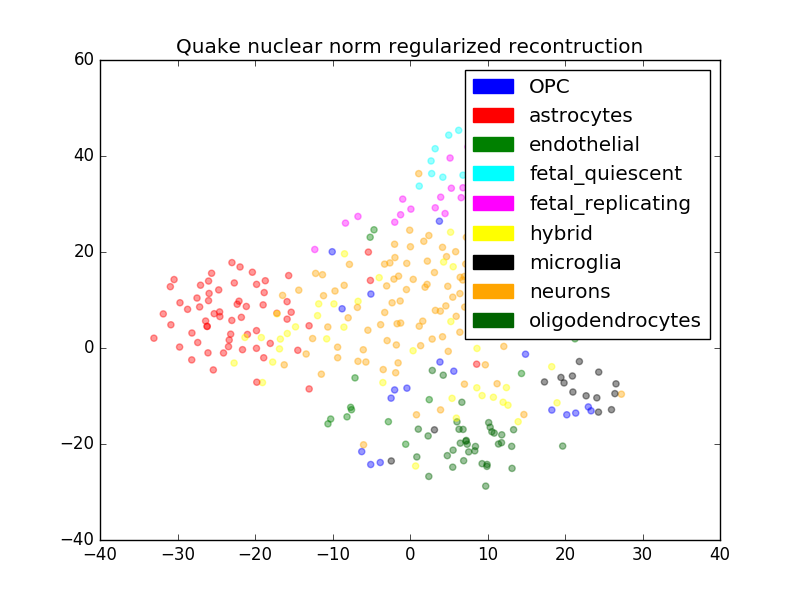 Quake nuclear norm regularized recontruction
60
40
20
0
−20
−40
−40
−30
−20
−10
0
10
20
30
40
OPC
astrocytes
endothelial
fetal_quiescent
fetal_replicating
hybrid
microglia
neurons
oligodendrocytes